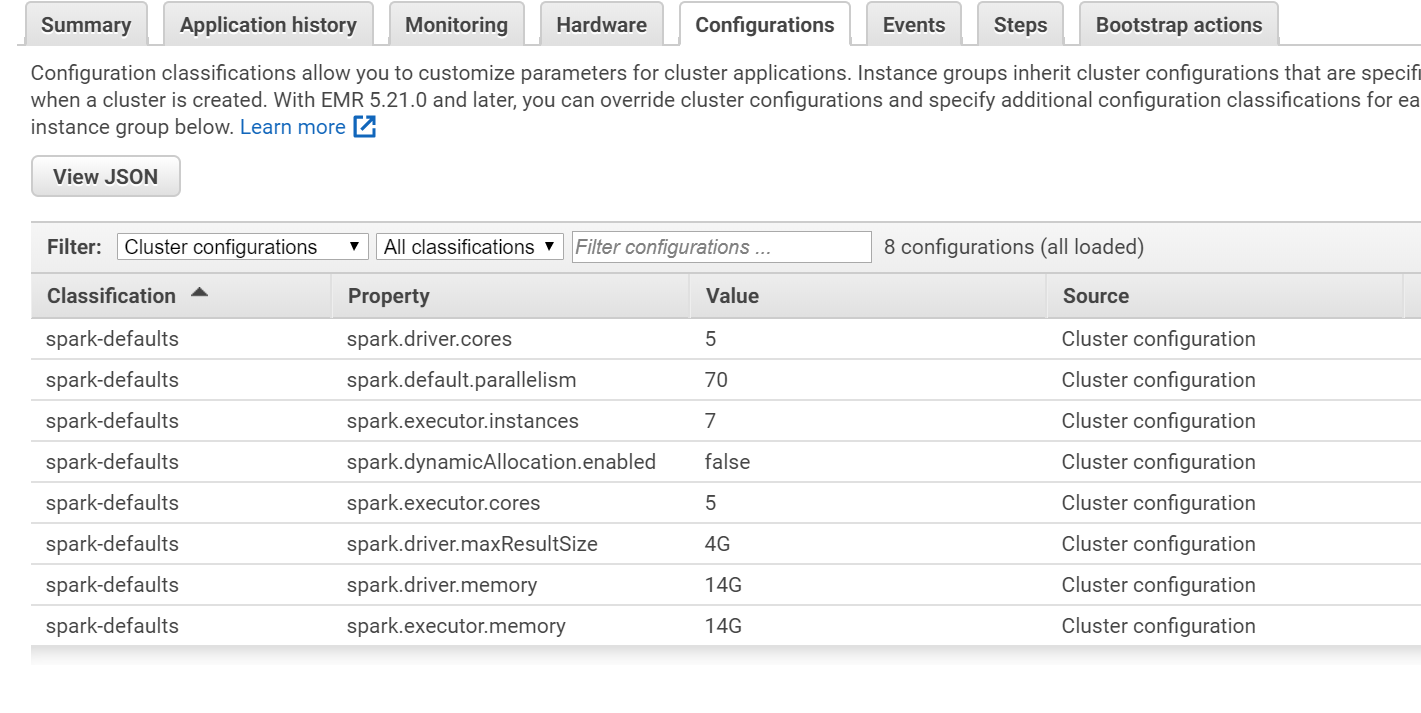 Summary Application history Monitoring Hardware Configurations Events Steps Bootstrap actions
Configuration classifications allow you to customize parameters for cluster applications. Instance groups inherit cluster configurations that are specifi
when a cluster is created. With EMR 5.21.0 and later, you can override cluster configurations and specify additional configuration classifications for ea
instance group below. Learn more
View JSON
Filter: Cluster configurations All classifications Filter configurations ... 8 configurations (all loaded)
Classification Property Value Source
spark-defaults spark.driver.cores 5 Cluster configuration
spark-defaults spark.default.parallelism 70 Cluster configuration
spark-defaults spark.executor.instances 7 Cluster configuration
spark-defaults spark.dynamicAllocation.enabled false Cluster configuration
spark-defaults spark.executor.cores 5 Cluster configuration
spark-defaults spark.driver.maxResultSize 4G Cluster configuration
spark-defaults spark.driver.memory 14G Cluster configuration
spark-defaults spark.executor.memory 14G Cluster configuration